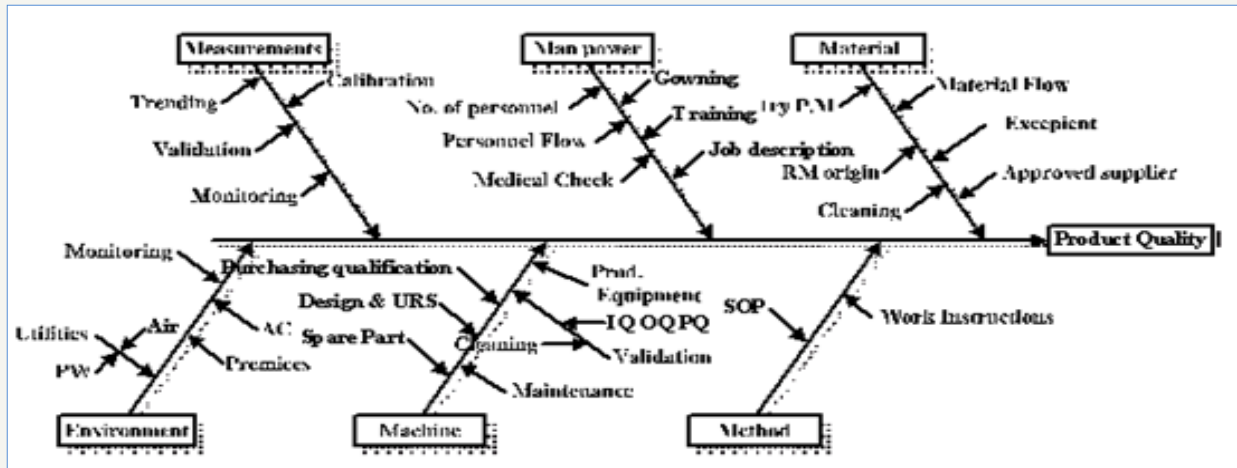 Measurements
Man power
Material
Calibration
Trending
Validation
Monitoring
Gowning
No. of personnel
Training
Personnel Flow
Job description
Medical Check
Material Flow
Iry P.M
Excepient
RM origin
Approved supplier
Cleaning
Product Quality
Monitoring
Utilities
Air
PW
AC
Premices
Purchasing qualification
Prod.
Equipment
Design & URS
IQ OQ PQ
Spare Part
Cleaning
Validation
Maintenance
SOP
Work Instructions
Environment
Machine
Method